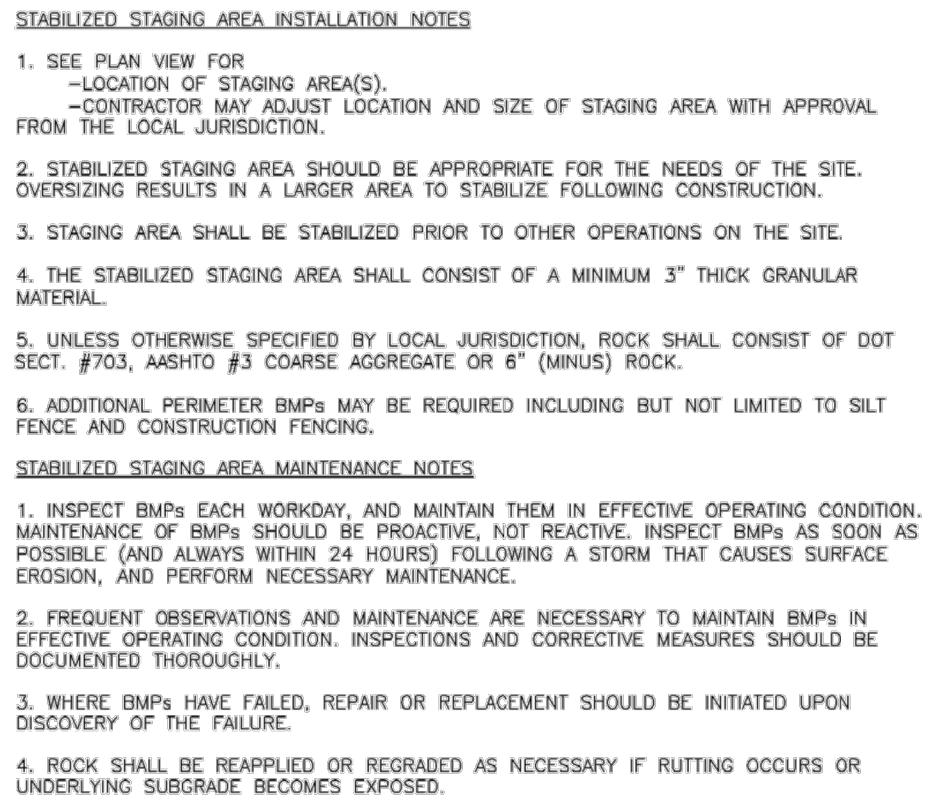 STABILIZED STAGING AREA INSTALLATION NOTES
1. SEE PLAN VIEW FOR
-LOCATION OF STAGING AREA(S).
-CONTRACTOR MAY ADJUST LOCATION AND SIZE OF STAGING AREA WITH APPROVAL
FROM THE LOCAL JURISDICTION.
2. STABILIZED STAGING AREA SHOULD BE APPROPRIATE FOR THE NEEDS OF THE SITE.
OVERSIZING RESULTS IN A LARGER AREA TO STABILIZE FOLLOWING CONSTRUCTION.
3. STAGING AREA SHALL BE STABILIZED PRIOR TO OTHER OPERATIONS ON THE SITE.
4. THE STABILIZED STAGING AREA SHALL CONSIST OF A MINIMUM 3" THICK GRANULAR
MATERIAL.
5. UNLESS OTHERWISE SPECIFIED BY LOCAL JURISDICTION, ROCK SHALL CONSIST OF DOT
SECT. #703, AASHTO #3 COARSE AGGREGATE OR 6" (MINUS) ROCK.
6. ADDITIONAL PERIMETER BMPs MAY BE REQUIRED INCLUDING BUT NOT LIMITED TO SILT
FENCE AND CONSTRUCTION FENCING.
STABILIZED STAGING AREA MAINTENANCE NOTES
1. INSPECT BMPs EACH WORKDAY, AND MAINTAIN THEM IN EFFECTIVE OPERATING CONDITION.
MAINTENANCE OF BMPs SHOULD BE PROACTIVE, NOT REACTIVE. INSPECT BMPs AS SOON AS
POSSIBLE (AND ALWAYS WITHIN 24 HOURS) FOLLOWING A STORM THAT CAUSES SURFACE
EROSION, AND PERFORM NECESSARY MAINTENANCE.
2. FREQUENT OBSERVATIONS AND MAINTENANCE ARE NECESSARY TO MAINTAIN BMPs IN
EFFECTIVE OPERATING CONDITION. INSPECTIONS AND CORRECTIVE MEASURES SHOULD BE
DOCUMENTED THOROUGHLY.
3. WHERE BMPs HAVE FAILED, REPAIR OR REPLACEMENT SHOULD BE INITIATED UPON
DISCOVERY OF THE FAILURE.
4. ROCK SHALL BE REAPPLIED OR REGRADED AS NECESSARY IF RUTTING OCCURS OR
UNDERLYING SUBGRADE BECOMES EXPOSED.